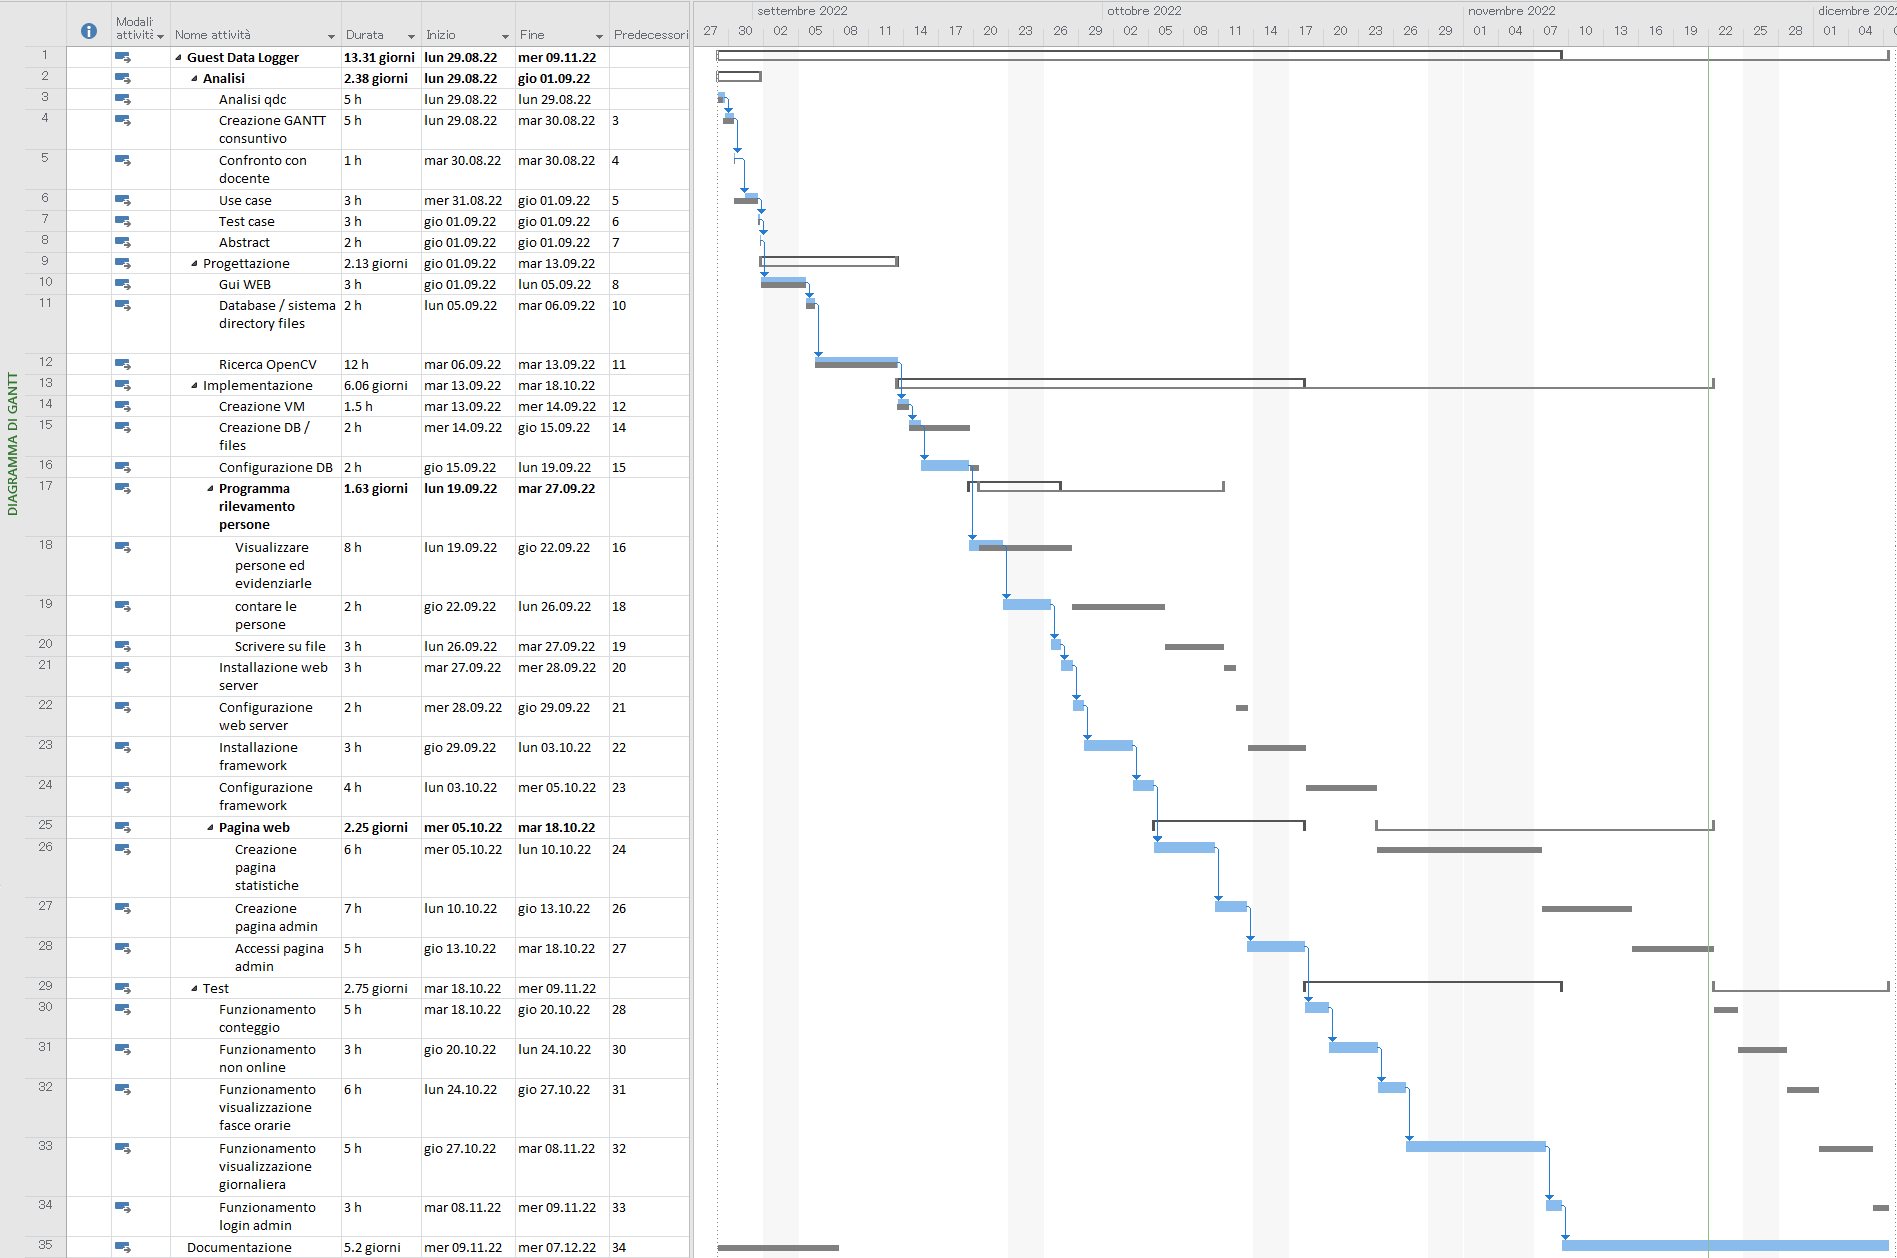 DIAGRAMMA DI GANTT
Modali attività Nome attività Durata Inizio Fine Predecessori
settembre 2022 ottobre 2022 novembre 2022 dicembre 202
27 30 02 05 08 11 14 17 20 23 26 29 02 05 08 11 14 17 20 23 26 29 01 04 07 10 13 16 19 22 25 28 01 04
1 Guest Data Logger 13.31 giorni lun 29.08.22 mer 09.11.22
2 Analisi 2.38 giorni lun 29.08.22 gio 01.09.22
3 Analisi qdc 5 h lun 29.08.22 lun 29.08.22
4 Creazione GANTT consuntivo 5 h lun 29.08.22 mar 30.08.22 3
5 Confronto con docente 1 h mar 30.08.22 mar 30.08.22 4
6 Use case 3 h mer 31.08.22 gio 01.09.22 5
7 Test case 3 h gio 01.09.22 gio 01.09.22 6
8 Abstract 2 h gio 01.09.22 gio 01.09.22 7
9 Progettazione 2.13 giorni gio 01.09.22 mar 13.09.22
10 Gui WEB 3 h gio 01.09.22 lun 05.09.22 8
11 Database / sistema directory files 2 h lun 05.09.22 mar 06.09.22 10
12 Ricerca OpenCV 12 h mar 06.09.22 mar 13.09.22 11
13 Implementazione 6.06 giorni mar 13.09.22 mar 18.10.22
14 Creazione VM 1.5 h mar 13.09.22 mer 14.09.22 12
15 Creazione DB / files 2 h mer 14.09.22 gio 15.09.22 14
16 Configurazione DB 2 h gio 15.09.22 lun 19.09.22 15
17 Programma rilevamento persone 1.63 giorni lun 19.09.22 mar 27.09.22
18 Visualizzare persone ed evidenziarle 8 h lun 19.09.22 gio 22.09.22 16
19 contare le persone 2 h gio 22.09.22 lun 26.09.22 18
20 Scrivere su file 3 h lun 26.09.22 mar 27.09.22 19
21 Installazione web server 3 h mar 27.09.22 mer 28.09.22 20
22 Configurazione web server 2 h mer 28.09.22 gio 29.09.22 21
23 Installazione framework 3 h gio 29.09.22 lun 03.10.22 22
24 Configurazione framework 4 h lun 03.10.22 mer 05.10.22 23
25 Pagina web 2.25 giorni mer 05.10.22 mar 18.10.22
26 Creazione pagina statistiche 6 h mer 05.10.22 lun 10.10.22 24
27 Creazione pagina admin 7 h lun 10.10.22 gio 13.10.22 26
28 Accessi pagina admin 5 h gio 13.10.22 mar 18.10.22 27
29 Test 2.75 giorni mar 18.10.22 mer 09.11.22
30 Funzionamento conteggio 5 h mar 18.10.22 gio 20.10.22 28
31 Funzionamento non online 3 h gio 20.10.22 lun 24.10.22 30
32 Funzionamento visualizzazione fasce orarie 6 h lun 24.10.22 gio 27.10.22 31
33 Funzionamento visualizzazione giornaliera 5 h gio 27.10.22 mar 08.11.22 32
34 Funzionamento login admin 3 h mar 08.11.22 mer 09.11.22 33
35 Documentazione 5.2 giorni mer 09.11.22 mer 07.12.22 34